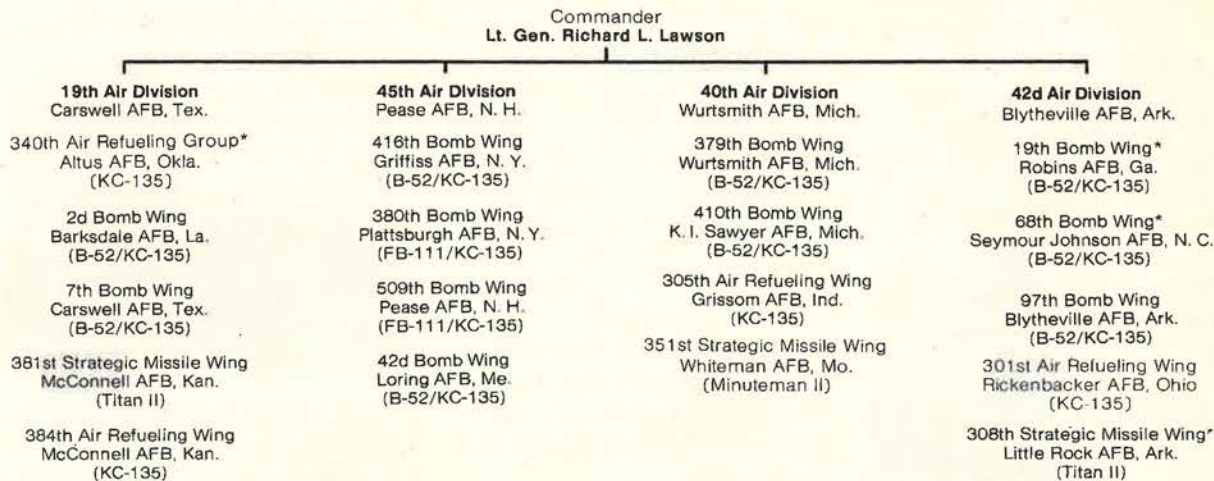 Commander
Lt. Gen. Richard L. Lawson
19th Air Division
Carswell AFB, Tex.
340th Air Refueling Group*
Altus AFB, Okla.
(KC-135)
2d Bomb Wing
Barksdale AFB, La.
(B-52/KC-135)
7th Bomb Wing
Carswell AFB, Tex.
(B-52/KC-135)
381st Strategic Missile Wing
McConnell AFB, Kan.
(Titan II)
384th Air Refueling Wing
McConnell AFB, Kan.
(KC-135)
45th Air Division
Pease AFB, N. H.
416th Bomb Wing
Griffiss AFB, N. Y.
(B-52/KC-135)
380th Bomb Wing
Plattsburgh AFB, N. Y.
(FB-111/KC-135)
509th Bomb Wing
Pease AFB, N. H.
(FB-111/KC-135)
42d Bomb Wing
Loring AFB, Me.
(B-52/KC-135)
40th Air Division
Wurtsmith AFB, Mich.
379th Bomb Wing
Wurtsmith AFB, Mich.
(B-52/KC-135)
410th Bomb Wing
K. I. Sawyer AFB, Mich.
(B-52/KC-135)
305th Air Refueling Wing
Grissom AFB, Ind.
(KC-135)
351st Strategic Missile Wing
Whiteman AFB, Mo.
(Minuteman II)
42d Air Division
Blytheville AFB, Ark.
19th Bomb Wing*
Robins AFB, Ga.
(B-52/KC-135)
68th Bomb Wing*
Seymour Johnson AFB, N. C.
(B-52/KC-135)
97th Bomb Wing
Blytheville AFB, Ark.
(B-52/KC-135)
301st Air Refueling Wing
Rickenbacker AFB, Ohio
(KC-135)
308th Strategic Missile Wing*
Little Rock AFB, Ark.
(Titan II)